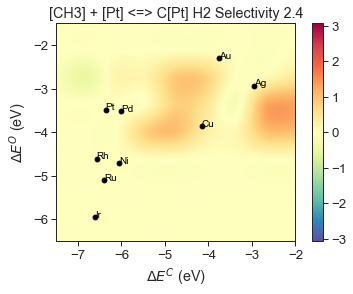 [CH3] + [Pt] <=> C[Pt] H2 Selectivity 2.4
3
2
1
0
−1
−2
−3
−2
−3
−4
−5
−6
ΔE^O (eV)
Au
Ag
Pt
Pd
Cu
Rh
Ni
Ru
Ir
−7
−6
−5
−4
−3
−2
ΔE^C (eV)